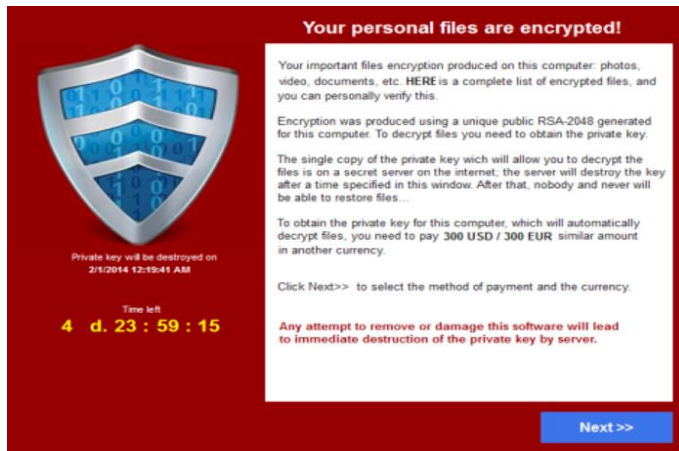 Your personal files are encrypted!
Your important files encryption produced on this computer: photos,
video, documents, etc. HERE is a complete list of encrypted files, and
you can personally verify this.
Encryption was produced using a unique public RSA-2048 generated
for this computer. To decrypt files you need to obtain the private key.
The single copy of the private key wich will allow you to decrypt the
files is on a secret server on the internet; the server will destroy the key
after a time specified in this window. After that, nobody and never will
be able to restore files...
To obtain the private key for this computer, which will automatically
decrypt files, you need to pay 300 USD / 300 EUR similar amount
in another currency.
Click Next>> to select the method of payment and the currency.
Any attempt to remove or damage this software will lead
to immediate destruction of the private key by server.
Private key will be destroyed on
2/1/2014 12:19:41 AM
Time left
4 d. 23 : 59 : 15
Next >>